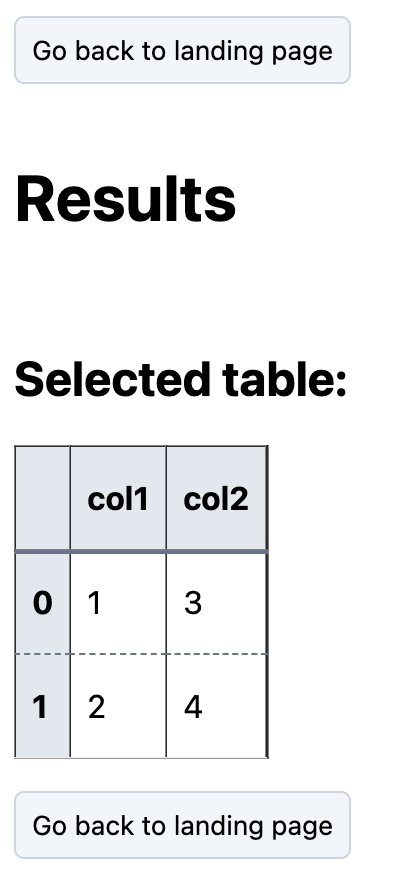 Go back to landing page
Results
Selected table:
col1 col2
0 1 3
1 2 4
Go back to landing page